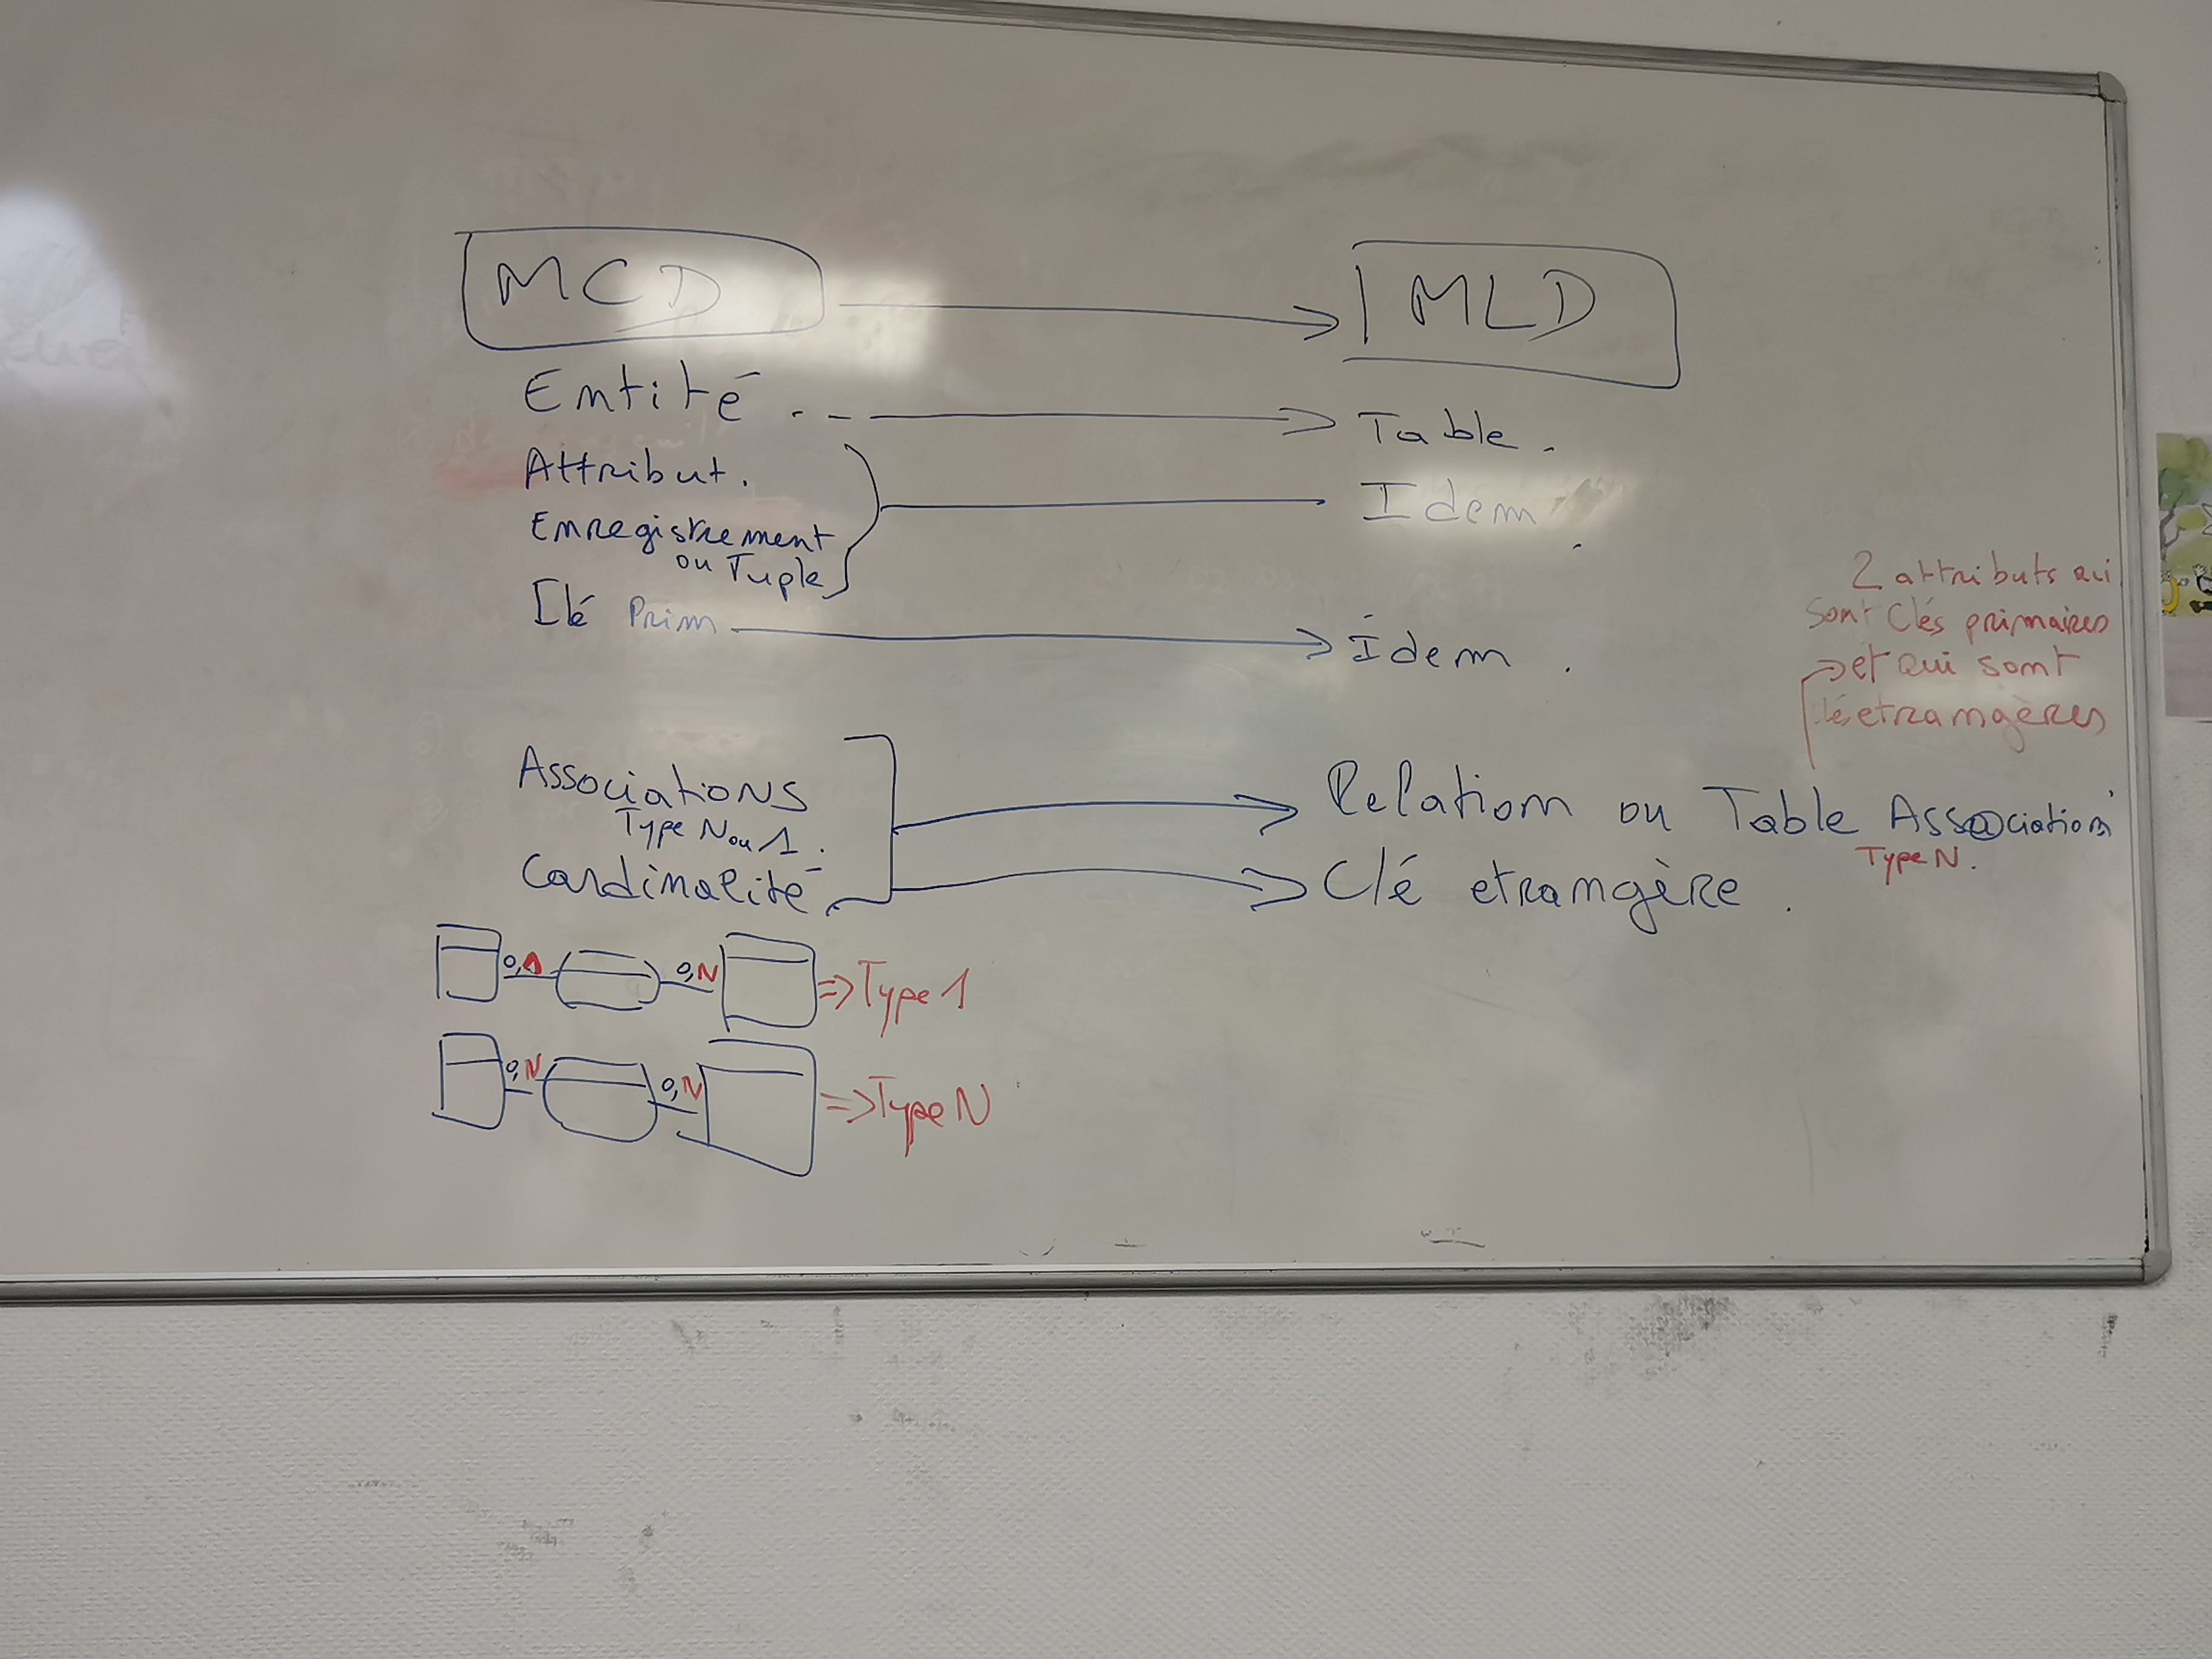 MCD
MLD
Entité . _
Table .
Attribut .
Enregistrement
ou Tuple
Idem .
Clé Prim
Idem .
2 attributs qui
sont Clés primaires
et qui sont
clés etrangères
Associations
Type N ou 1 .
Cardinalité
Relation ou Table Association
Type N .
Clé etrangère .
0,1 0,N => Type 1
0,N 0,N => Type N